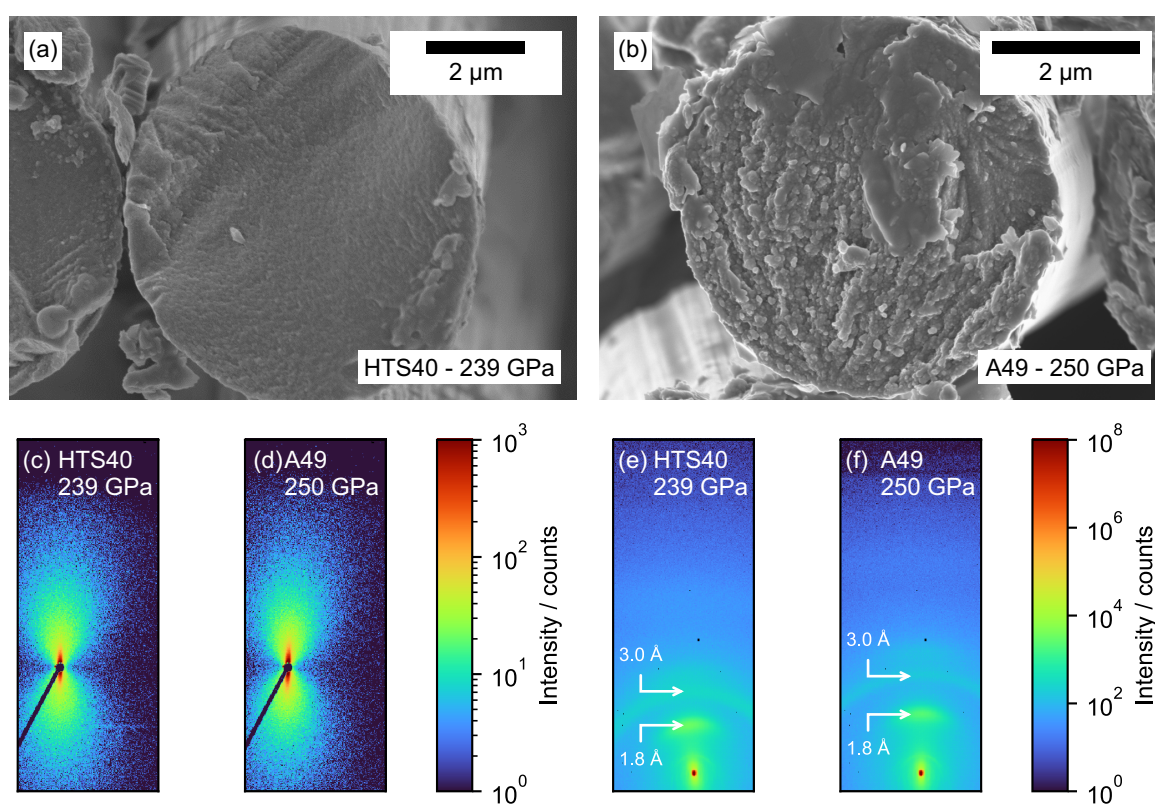 (a)
2 μm
HTS40 - 239 GPa
(b)
2 μm
A49 - 250 GPa
(c) HTS40
239 GPa
(d) A49
250 GPa
10³
10²
10¹
10⁰
Intensity / counts
(e) HTS40
239 GPa
3.0 Å
1.8 Å
(f) A49
250 GPa
3.0 Å
1.8 Å
10⁸
10⁶
10⁴
10²
10⁰
Intensity / counts